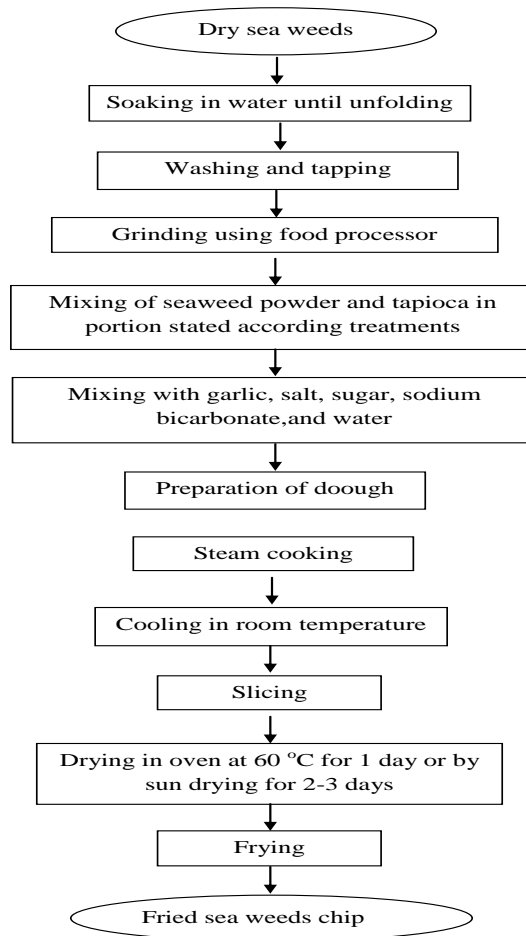 Dry sea weeds
Soaking in water until unfolding
Washing and tapping
Grinding using food processor
Mixing of seaweed powder and tapioca in
portion stated according treatments
Mixing with garlic, salt, sugar, sodium
bicarbonate,and water
Preparation of doough
Steam cooking
Cooling in room temperature
Slicing
Drying in oven at 60 °C for 1 day or by
sun drying for 2-3 days
Frying
Fried sea weeds chip